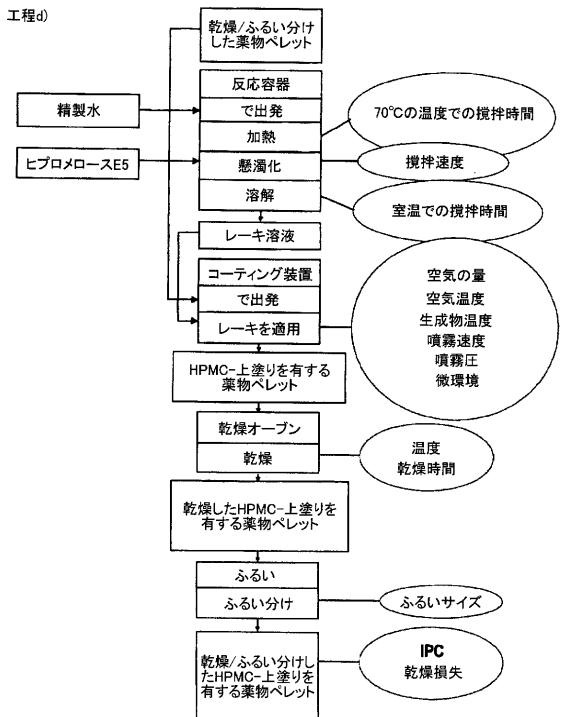 工程d)
乾燥/ふるい分け
した薬物ペレット
反応容器
で出発
加熱
懸濁化
溶解
精製水
ヒプロメロースE5
70℃の温度での撹拌時間
撹拌速度
室温での撹拌時間
レーキ溶液
コーティング装置
で出発
レーキを適用
空気の量
空気温度
生成物温度
噴霧速度
噴霧圧
微環境
HPMC-上塗りを有する
薬物ペレット
乾燥オーブン
乾燥
温度
乾燥時間
乾燥したHPMC-上塗りを
有する薬物ペレット
ふるい
ふるい分け
ふるいサイズ
乾燥/ふるい分けし
たHPMC-上塗りを
有する薬物ペレット
IPC
乾燥損失